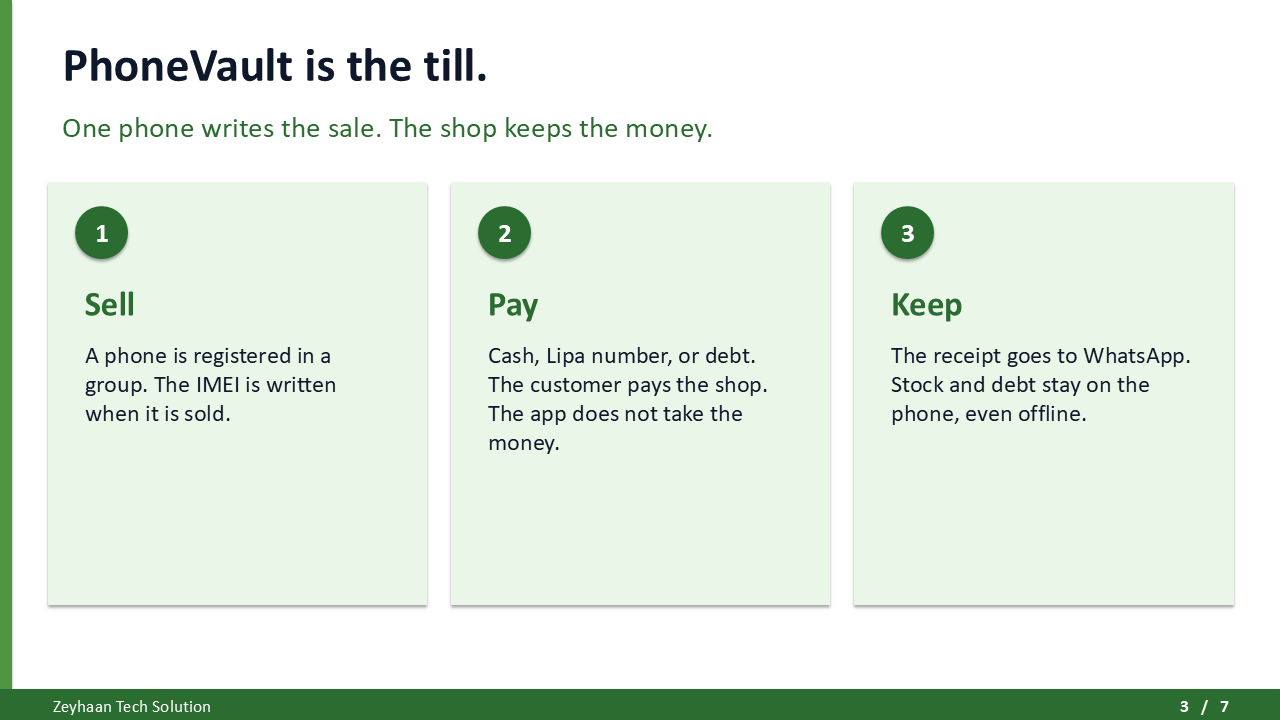 PhoneVault is the till.
One phone writes the sale. The shop keeps the money.
1
Sell
A phone is registered in a
group. The IMEI is written
when it is sold.
2
Pay
Cash, Lipa number, or debt.
The customer pays the shop.
The app does not take the
money.
3
Keep
The receipt goes to WhatsApp.
Stock and debt stay on the
phone, even offline.
Zeyhaan Tech Solution
3 / 7